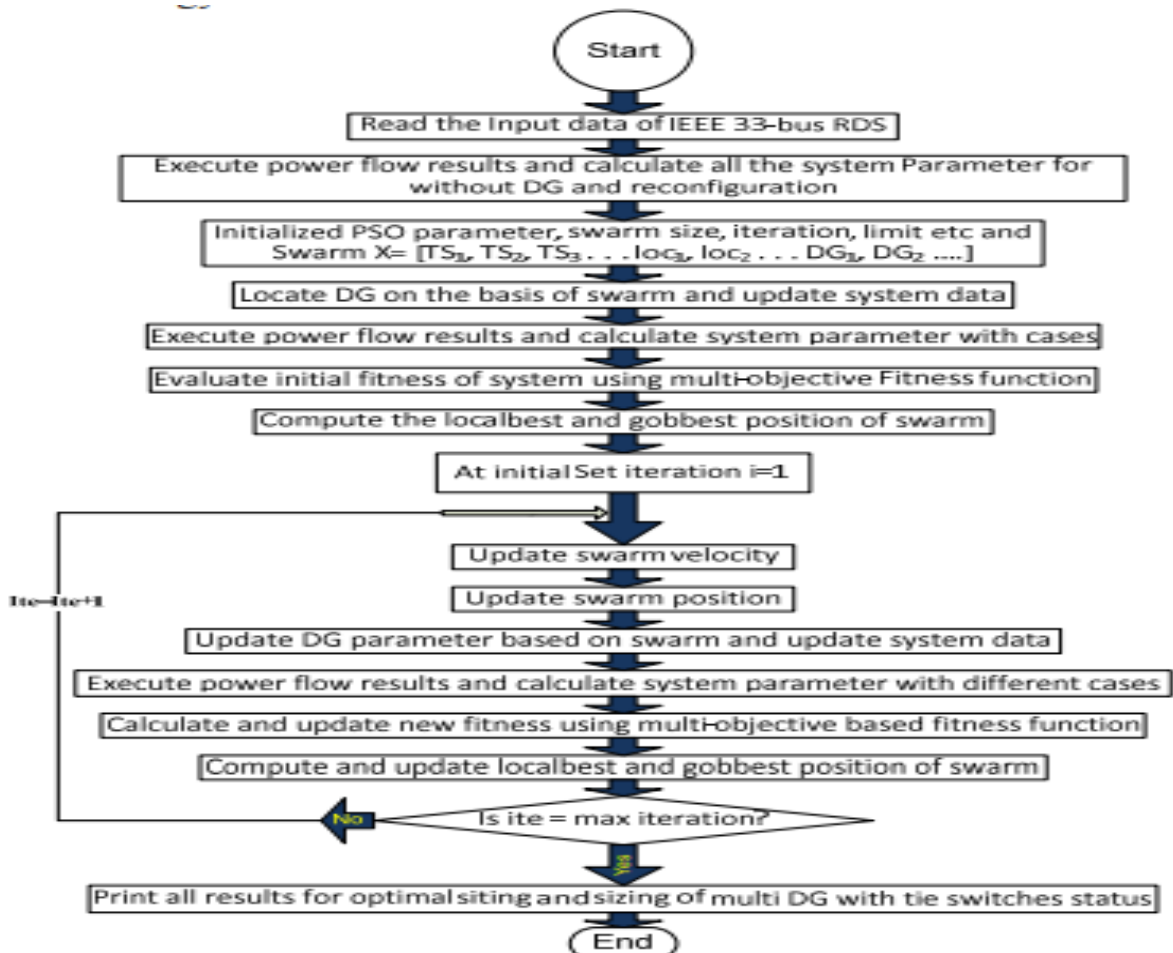 Start
Read the Input data of IEEE 33-bus RDS
Execute power flow results and calculate all the system Parameter for
without DG and reconfiguration
Initialized PSO parameter, swarm size, iteration, limit etc and
Swarm X= [TS₁, TS₂, TS₃ . . . loc₁, loc₂ . . . DG₁, DG₂ ....]
Locate DG on the basis of swarm and update system data
Execute power flow results and calculate system parameter with cases
Evaluate initial fitness of system using multi-objective Fitness function
Compute the localbest and gobbest position of swarm
At initial Set iteration i=1
Update swarm velocity
Ite=Ite+1
Update swarm position
Update DG parameter based on swarm and update system data
Execute power flow results and calculate system parameter with different cases
Calculate and update new fitness using multi-objective based fitness function
Compute and update localbest and gobbest position of swarm
No
Is ite = max iteration?
Yes
Print all results for optimal siting and sizing of multi DG with tie switches status
End